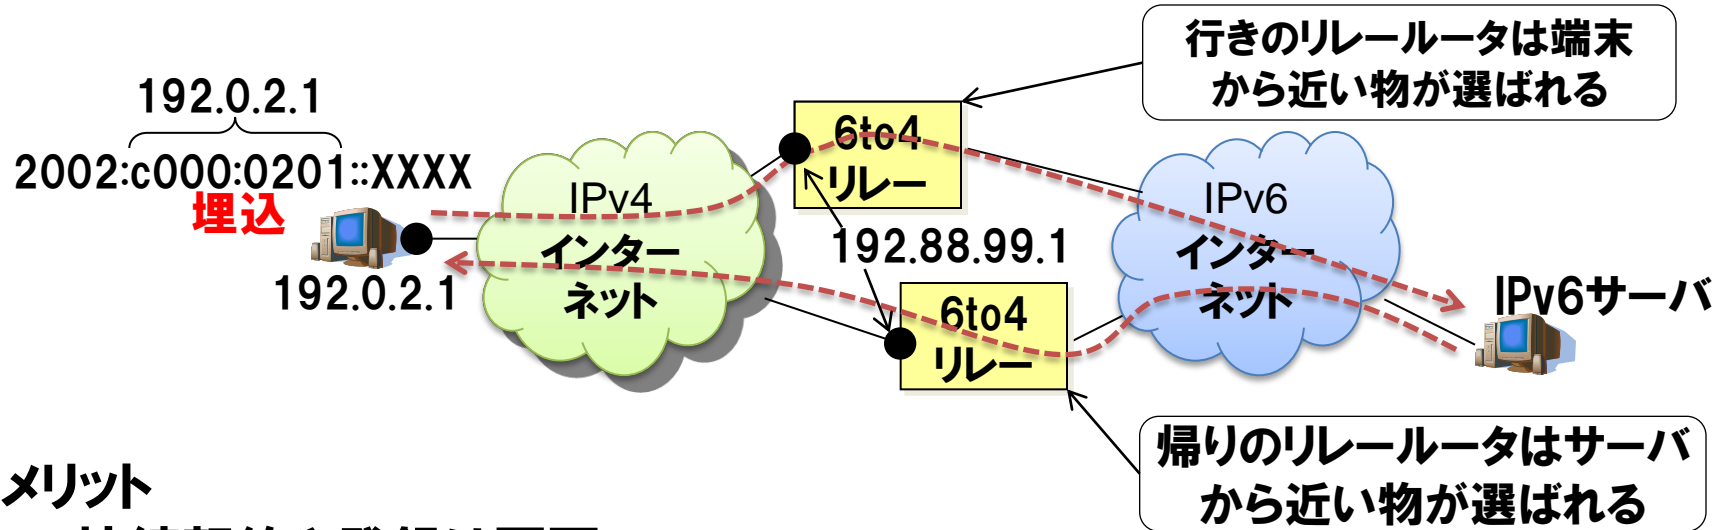 行きのリレールータは端末
から近い物が選ばれる
192.0.2.1
2002:c000:0201::XXXX
埋込
192.0.2.1
IPv4
インター
ネット
6to4
リレー
192.88.99.1
6to4
リレー
IPv6
インター
ネット
IPv6サーバ
帰りのリレールータはサーバ
から近い物が選ばれる
メリット